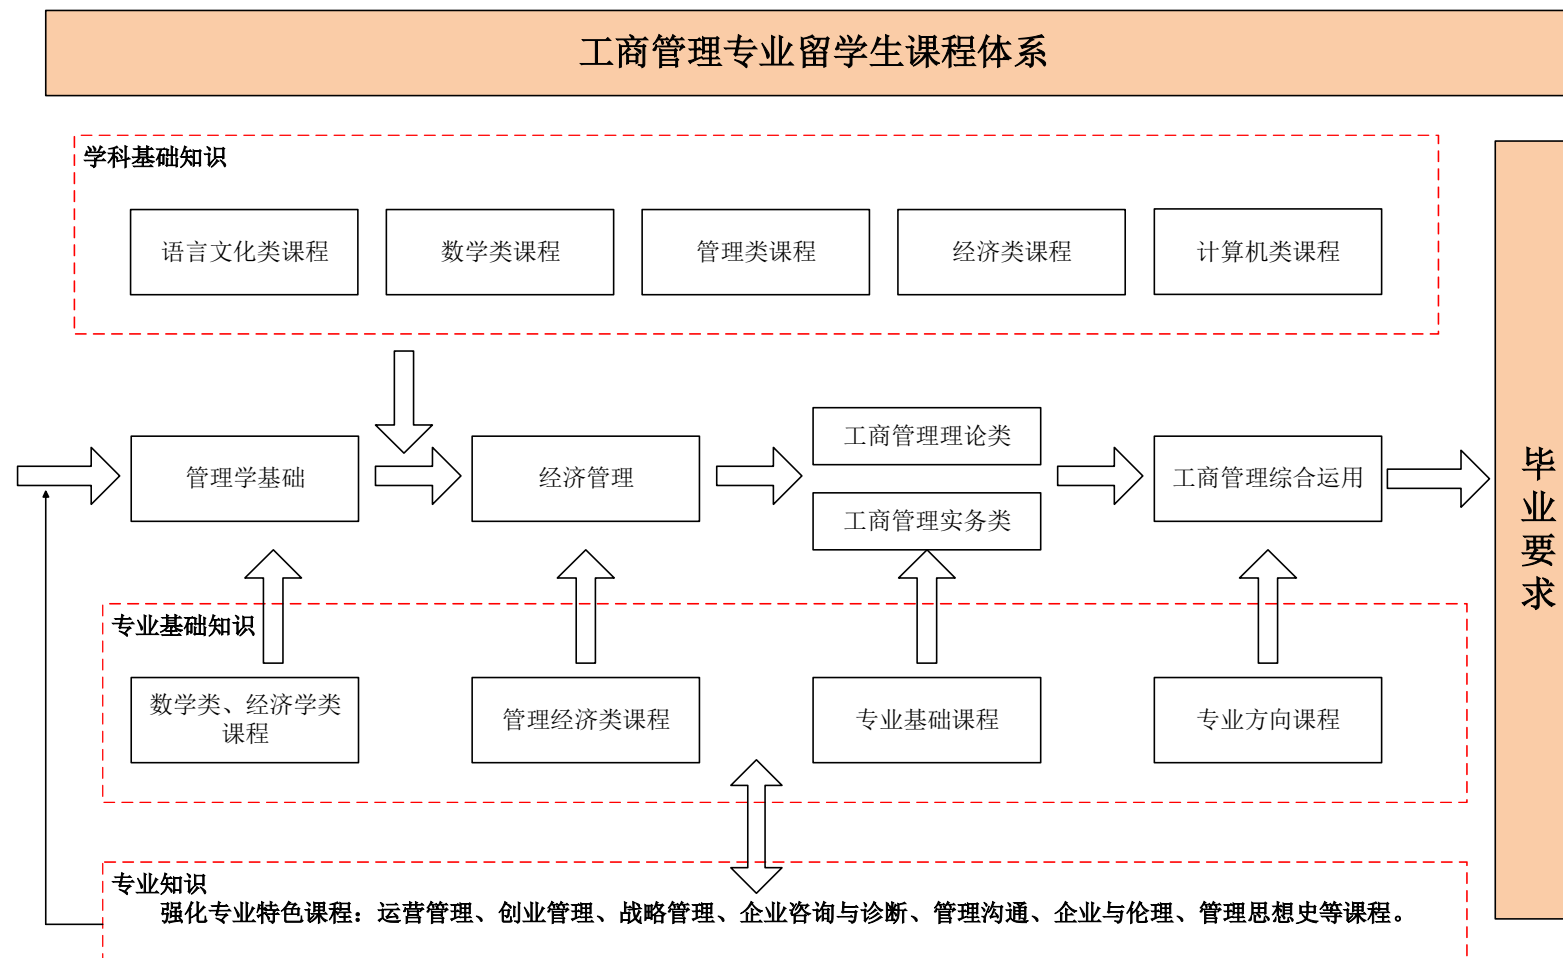 工商管理专业留学生课程体系
学科基础知识
语言文化类课程
数学类课程
管理类课程
经济类课程
计算机类课程
管理学基础
经济管理
工商管理理论类
工商管理实务类
工商管理综合运用
毕
业
要
求
专业基础知识
数学类、经济学类
课程
管理经济类课程
专业基础课程
专业方向课程
专业知识
强化专业特色课程：运营管理、创业管理、战略管理、企业咨询与诊断、管理沟通、企业与伦理、管理思想史等课程。